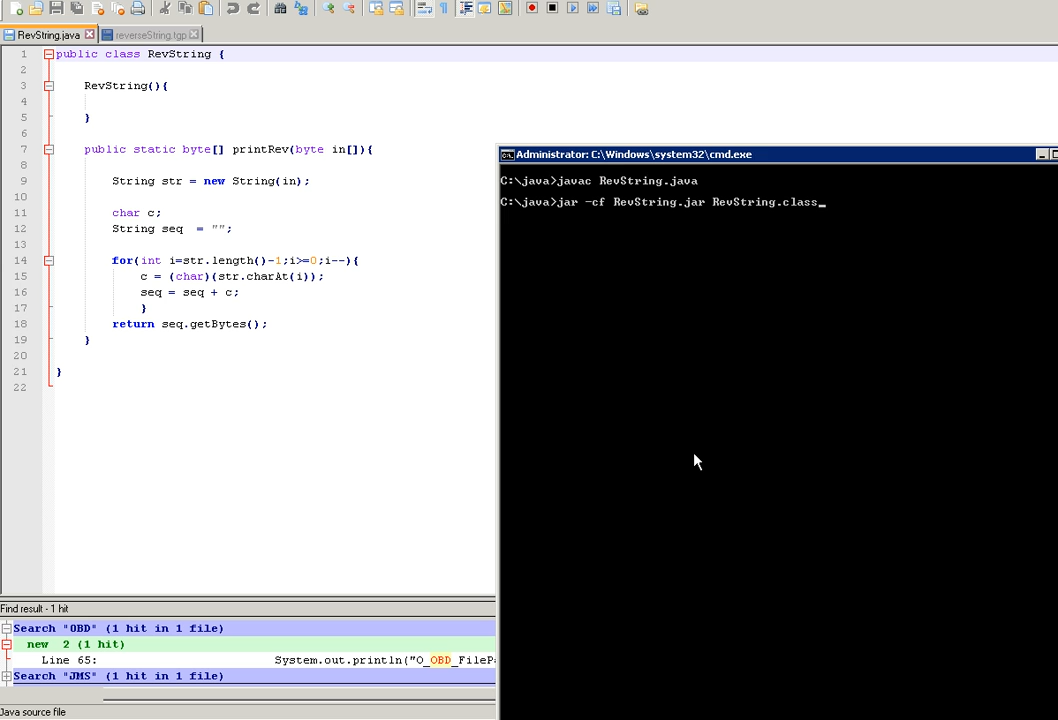 RevString.java
reverseString.tgp
1 public class RevString {
2
3 RevString(){
4
5 }
6
7 public static byte[] printRev(byte in[]){
8
9 String str = new String(in);
10
11 char c;
12 String seq  = "";
13
14 for(int i=str.length()-1;i>=0;i--){
15 c = (char)(str.charAt(i));
16 seq = seq + c;
17 }
18 return seq.getBytes();
19 }
20
21 }
22
Administrator: C:\Windows\system32\cmd.exe
C:\java>javac RevString.java
C:\java>jar -cf RevString.jar RevString.class_
Find result - 1 hit
Search "OBD" (1 hit in 1 file)
new  2 (1 hit)
Line 65: System.out.println("O_OBD_FileP
Search "JMS" (1 hit in 1 file)
Java source file